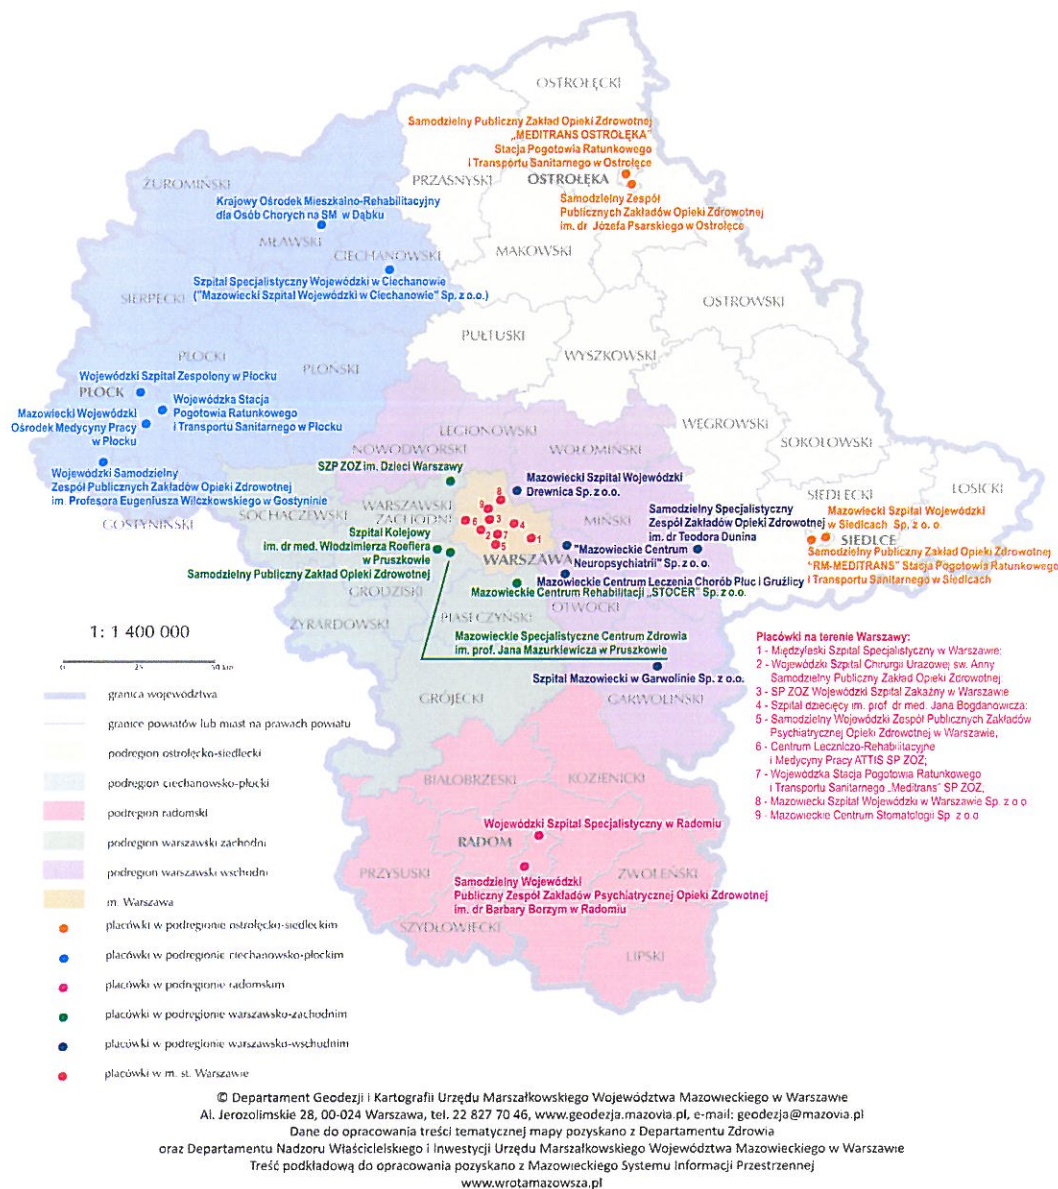 OSTROŁĘCKI
Samodzielny Publiczny Zakład Opieki Zdrowotnej
„MEDITRANS OSTROŁĘKA"
Stacja Pogotowia Ratunkowego
i Transportu Sanitarnego w Ostrołęce
PRZASNYSKI
OSTROŁĘKA
Samodzielny Zespół
Publicznych Zakładów Opieki Zdrowotnej
im. dr Józefa Psarskiego w Ostrołęce
ŻUROMIŃSKI
Krajowy Ośrodek Mieszkalno-Rehabilitacyjny
dla Osób Chorych na SM w Dąbku
MŁAWSKI
CIECHANOWSKI
MAKOWSKI
Szpital Specjalistyczny Wojewódzki w Ciechanowie
("Mazowiecki Szpital Wojewódzki w Ciechanowie" Sp. z o.o.)
SIERPECKI
OSTROWSKI
PUŁTUSKI
WYSZKOWSKI
PŁOCKI
PŁOŃSKI
Wojewódzki Szpital Zespolony w Płocku
PŁOCK
Mazowiecki Wojewódzki
Ośrodek Medycyny Pracy
w Płocku
Wojewódzka Stacja
Pogotowia Ratunkowego
i Transportu Sanitarnego w Płocku
Wojewódzki Samodzielny
Zespół Publicznych Zakładów Opieki Zdrowotnej
im. Profesora Eugeniusza Wilczkowskiego w Gostyninie
GOSTYNIŃSKI
LEGIONOWSKI
NOWODWORSKI
WOŁOMIŃSKI
WĘGROWSKI
SOKOŁOWSKI
SZP ZOZ im. Dzieci Warszawy
Mazowiecki Szpital Wojewódzki
Drewnica Sp. z o.o.
SOCHACZEWSKI
WARSZAWSKI
ZACHODNI
8
9
3
6
4
2
7
5
1
MIŃSKI
Samodzielny Specjalistyczny
Zespół Zakładów Opieki Zdrowotnej
im. dr Teodora Dunina
SIEDLECKI
ŁOSICKI
Mazowiecki Szpital Wojewódzki
w Siedlcach Sp. z o.o.
SIEDLCE
Samodzielny Publiczny Zakład Opieki Zdrowotnej
"RM-MEDITRANS" Stacja Pogotowia Ratunkowego
i Transportu Sanitarnego w Siedlcach
Szpital Kolejowy
im. dr med. Włodzimierza Roeflera
w Pruszkowie
Samodzielny Publiczny Zakład Opieki Zdrowotnej
WARSZAWA
"Mazowieckie Centrum
Neuropsychiatrii" Sp. z o.o.
Mazowieckie Centrum Leczenia Chorób Płuc i Gruźlicy
Mazowieckie Centrum Rehabilitacji „STOCER" Sp. z o.o.
GRODZISKI
OTWOCKI
PIASECZYŃSKI
ŻYRARDOWSKI
Mazowieckie Specjalistyczne Centrum Zdrowia
im. prof. Jana Mazurkiewicza w Pruszkowie
Szpital Mazowiecki w Garwolinie Sp. z o.o.
GRÓJECKI
GARWOLIŃSKI
1: 1 400 000
0 25 50 km
Placówki na terenie Warszawy:
1 - Międzyleski Szpital Specjalistyczny w Warszawie;
2 - Wojewódzki Szpital Chirurgii Urazowej św. Anny
Samodzielny Publiczny Zakład Opieki Zdrowotnej;
3 - SP ZOZ Wojewódzki Szpital Zakaźny w Warszawie
4 - Szpital dziecięcy im. prof. dr med. Jana Bogdanowicza;
5 - Samodzielny Wojewódzki Zespół Publicznych Zakładów
Psychiatrycznej Opieki Zdrowotnej w Warszawie,
6 - Centrum Leczniczo-Rehabilitacyjne
i Medycyny Pracy ATTIS SP ZOZ;
7 - Wojewódzka Stacja Pogotowia Ratunkowego
i Transportu Sanitarnego „Meditrans" SP ZOZ,
8 - Mazowiecki Szpital Wojewódzki w Warszawie Sp. z o.o
9 - Mazowieckie Centrum Stomatologii Sp. z o.o
granica województwa
granice powiatów lub miast na prawach powiatu
podregion ostrołęcko-siedlecki
podregion ciechanowsko-płocki
podregion radomski
podregion warszawski zachodni
podregion warszawski wschodni
m. Warszawa
placówki w podregionie ostrołęcko-siedleckim
placówki w podregionie ciechanowsko-płockim
placówki w podregionie radomskim
placówki w podregionie warszawsko-zachodnim
placówki w podregionie warszawsko-wschodnim
placówki w m. st. Warszawie
BIAŁOBRZESKI
KOZIENICKI
Wojewódzki Szpital Specjalistyczny w Radomiu
RADOM
PRZYSUSKI
ZWOLEŃSKI
Samodzielny Wojewódzki
Publiczny Zespół Zakładów Psychiatrycznej Opieki Zdrowotnej
im. dr Barbary Borzym w Radomiu
SZYDŁOWIECKI
LIPSKI
© Departament Geodezji i Kartografii Urzędu Marszałkowskiego Województwa Mazowieckiego w Warszawie
Al. Jerozolimskie 28, 00-024 Warszawa, tel. 22 827 70 46, www.geodezja.mazovia.pl, e-mail: geodezja@mazovia.pl
Dane do opracowania treści tematycznej mapy pozyskano z Departamentu Zdrowia
oraz Departamentu Nadzoru Właścicielskiego i Inwestycji Urzędu Marszałkowskiego Województwa Mazowieckiego w Warszawie
Treść podkładową do opracowania pozyskano z Mazowieckiego Systemu Informacji Przestrzennej
www.wrotamazowsza.pl